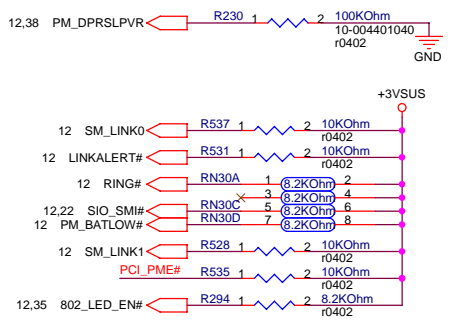 12,38 PM_DPRSLPVR R230 1 2 100KOhm
10-004401040
r0402
GND
+3VSUS
12 SM_LINK0 R537 1 2 10KOhm
r0402
12 LINKALERT# R531 1 2 10KOhm
r0402
12 RING# RN30A 1 8.2KOhm 2
3 8.2KOhm 4
12,22 SIO_SMI# RN30C 5 8.2KOhm 6
12 PM_BATLOW# RN30D 7 8.2KOhm 8
12 SM_LINK1 R528 1 2 10KOhm
r0402
PCI_PME# R535 1 2 10KOhm
r0402
12,35 802_LED_EN# R294 1 2 8.2KOhm
r0402